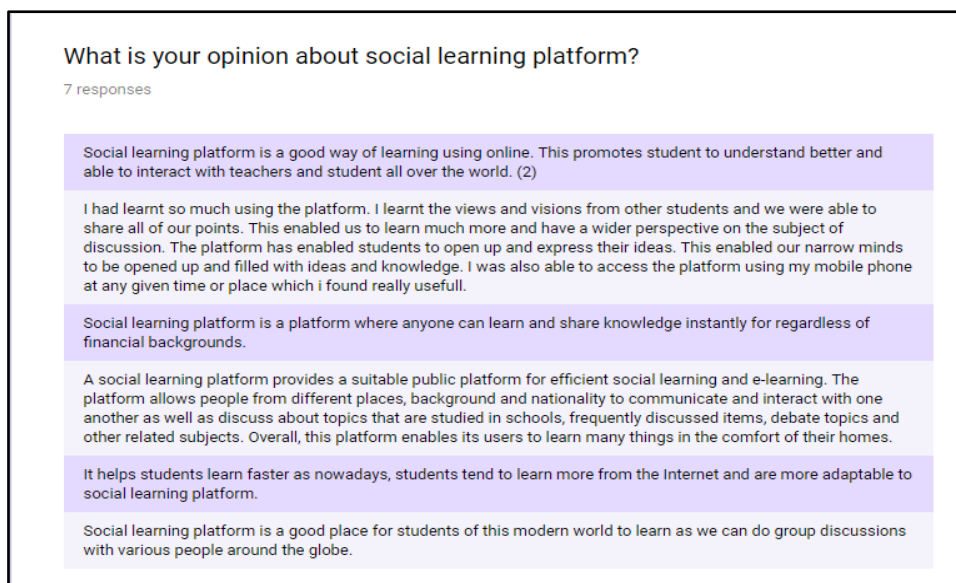 What is your opinion about social learning platform?
7 responses
Social learning platform is a good way of learning using online. This promotes student to understand better and
able to interact with teachers and student all over the world. (2)
I had learnt so much using the platform. I learnt the views and visions from other students and we were able to
share all of our points. This enabled us to learn much more and have a wider perspective on the subject of
discussion. The platform has enabled students to open up and express their ideas. This enabled our narrow minds
to be opened up and filled with ideas and knowledge. I was also able to access the platform using my mobile phone
at any given time or place which i found really usefull.
Social learning platform is a platform where anyone can learn and share knowledge instantly for regardless of
financial backgrounds.
A social learning platform provides a suitable public platform for efficient social learning and e-learning. The
platform allows people from different places, background and nationality to communicate and interact with one
another as well as discuss about topics that are studied in schools, frequently discussed items, debate topics and
other related subjects. Overall, this platform enables its users to learn many things in the comfort of their homes.
It helps students learn faster as nowadays, students tend to learn more from the Internet and are more adaptable to
social learning platform.
Social learning platform is a good place for students of this modern world to learn as we can do group discussions
with various people around the globe.